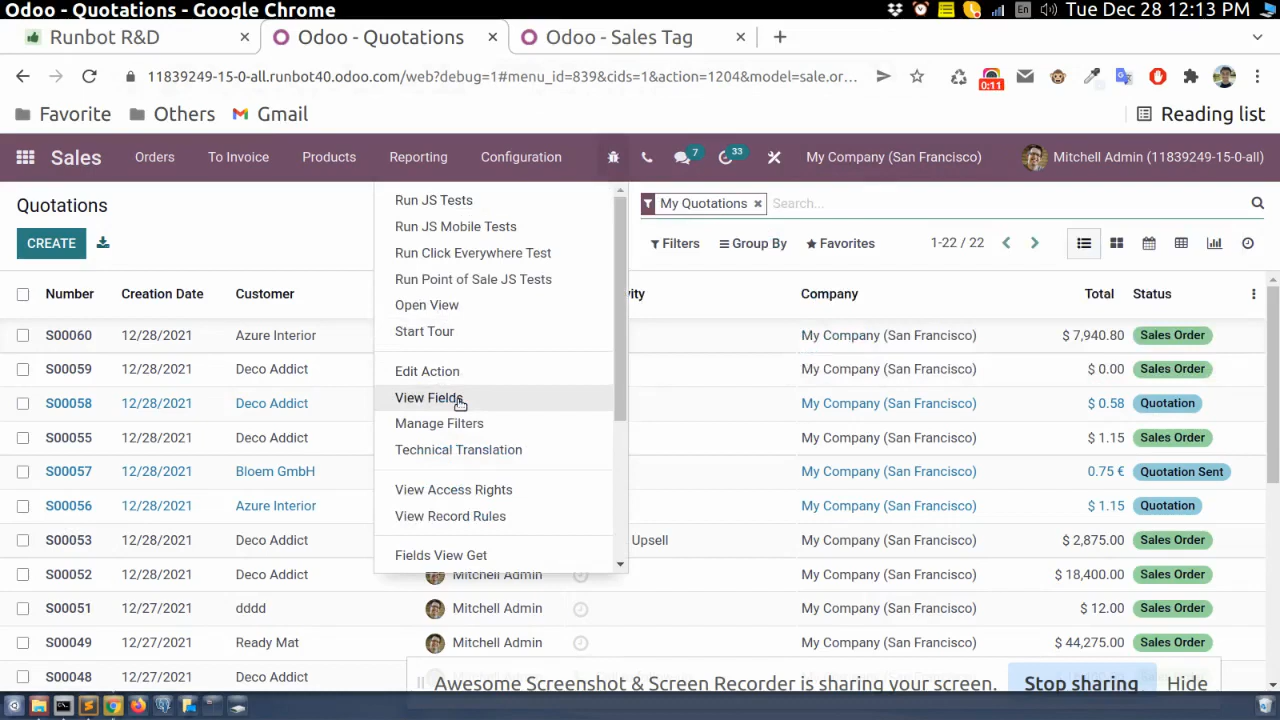 Odoo - Quotations - Google Chrome
En
Tue Dec 28 12:13 PM
Runbot R&D
Odoo - Quotations
Odoo - Sales Tag
11839249-15-0-all.runbot40.odoo.com/web?debug=1#menu_id=839&cids=1&action=1204&model=sale.or...
0:11
Favorite
Others
Gmail
Reading list
Sales
Orders
To Invoice
Products
Reporting
Configuration
7
33
My Company (San Francisco)
Mitchell Admin (11839249-15-0-all)
Quotations
My Quotations
Search...
CREATE
Filters
Group By
Favorites
1-22 / 22
Run JS Tests
Run JS Mobile Tests
Run Click Everywhere Test
Run Point of Sale JS Tests
Open View
Start Tour
Edit Action
View Fields
Manage Filters
Technical Translation
View Access Rights
View Record Rules
Fields View Get
Number Creation Date Customer vity Company Total Status
S00060 12/28/2021 Azure Interior My Company (San Francisco) $ 7,940.80 Sales Order
S00059 12/28/2021 Deco Addict My Company (San Francisco) $ 0.00 Sales Order
S00058 12/28/2021 Deco Addict My Company (San Francisco) $ 0.58 Quotation
S00055 12/28/2021 Deco Addict My Company (San Francisco) $ 1.15 Sales Order
S00057 12/28/2021 Bloem GmbH My Company (San Francisco) 0.75 € Quotation Sent
S00056 12/28/2021 Azure Interior My Company (San Francisco) $ 1.15 Quotation
S00053 12/28/2021 Deco Addict Upsell My Company (San Francisco) $ 2,875.00 Sales Order
S00052 12/28/2021 Deco Addict Mitchell Admin My Company (San Francisco) $ 18,400.00 Sales Order
S00051 12/27/2021 dddd Mitchell Admin My Company (San Francisco) $ 12.00 Sales Order
S00049 12/27/2021 Ready Mat Mitchell Admin My Company (San Francisco) $ 44,275.00 Sales Order
S00048 12/27/2021 Deco Addict
Awesome Screenshot & Screen Recorder is sharing your screen.
Stop sharing
Hide